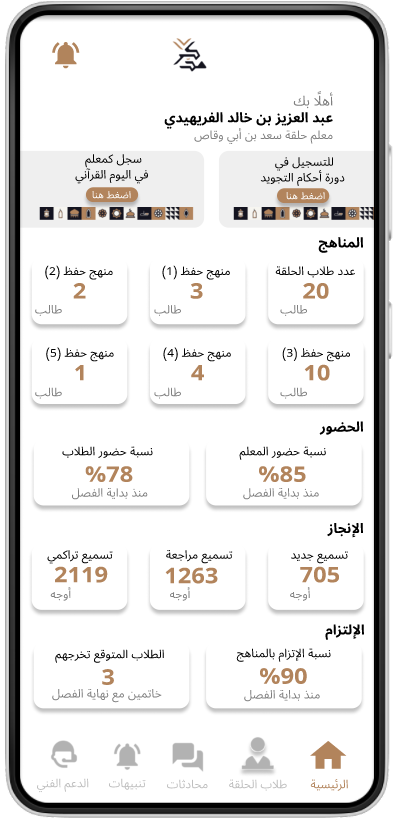 أهلًا بك
عبد العزيز بن خالد الفريهيدي
معلم حلقة سعد بن أبي وقاص
للتسجيل في
دورة أحكام التجويد
اضغط هنا
سجل كمعلم
في اليوم القرآني
اضغط هنا
المناهج
عدد طلاب الحلقة
20
طالب
منهج حفظ (1)
3
طالب
منهج حفظ (2)
2
طالب
منهج حفظ (3)
10
طالب
منهج حفظ (4)
4
طالب
منهج حفظ (5)
1
طالب
الحضور
نسبة حضور المعلم
%85
منذ بداية الفصل
نسبة حضور الطلاب
%78
منذ بداية الفصل
الإنجاز
تسميع جديد
705
أوجه
تسميع مراجعة
1263
أوجه
تسميع تراكمي
2119
أوجه
الإلتزام
نسبة الإتزام بالمناهج
%90
منذ بداية الفصل
الطلاب المتوقع تخرجهم
3
خاتمين مع نهاية الفصل
الرئيسية
طلاب الحلقة
محادثات
تنبيهات
الدعم الفني